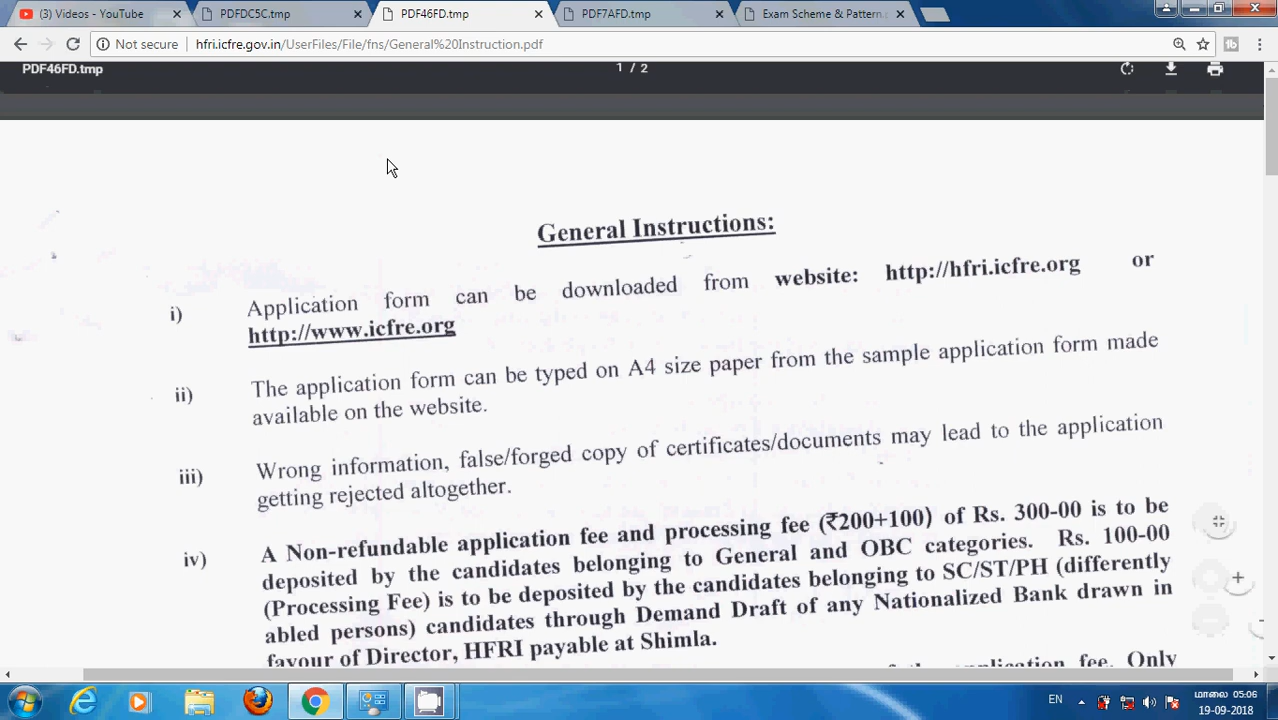 (3) Videos - YouTube
PDFDC5C.tmp
PDF46FD.tmp
PDF7AFD.tmp
Exam Scheme & Pattern.
Not secure
hfri.icfre.gov.in/UserFiles/File/fns/General%20Instruction.pdf
PDF46FD.tmp
1 / 2
General Instructions:
i) Application form can be downloaded from website: http://hfri.icfre.org or
http://www.icfre.org
ii) The application form can be typed on A4 size paper from the sample application form made
available on the website.
iii) Wrong information, false/forged copy of certificates/documents may lead to the application
getting rejected altogether.
iv) A Non-refundable application fee and processing fee (₹200+100) of Rs. 300-00 is to be
deposited by the candidates belonging to General and OBC categories. Rs. 100-00
(Processing Fee) is to be deposited by the candidates belonging to SC/ST/PH (differently
abled persons) candidates through Demand Draft of any Nationalized Bank drawn in
favour of Director, HFRI payable at Shimla.
the application fee. Only
EN
மாலை 05:06
19-09-2018